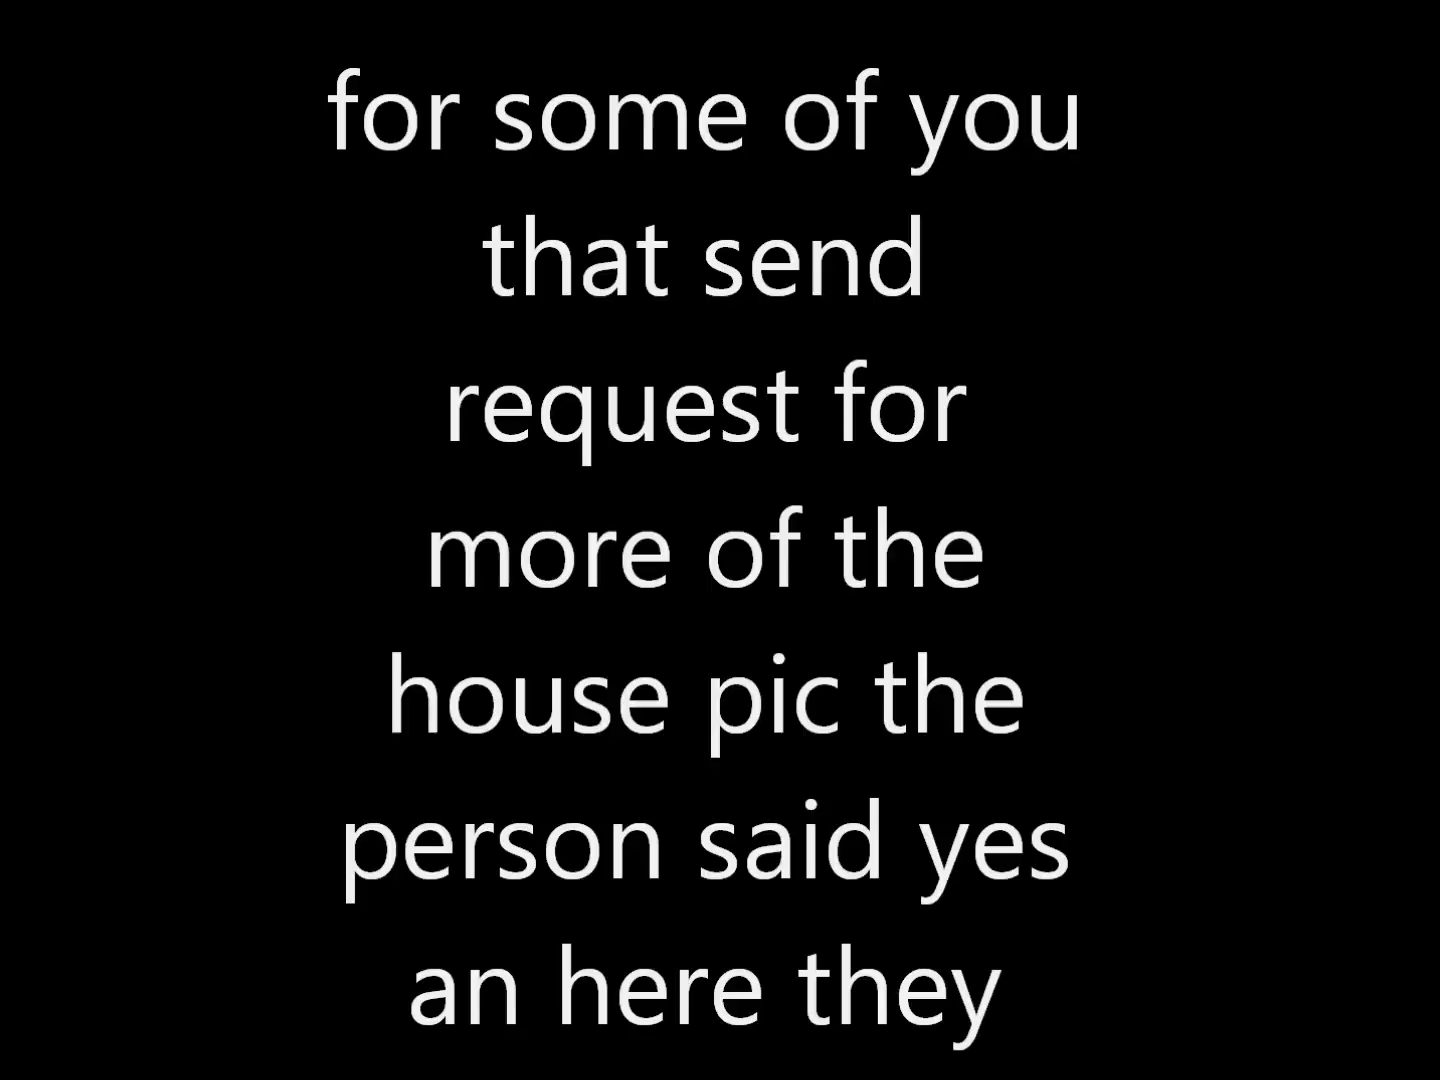 for some of you
that send
request for
more of the
house pic the
person said yes
an here they